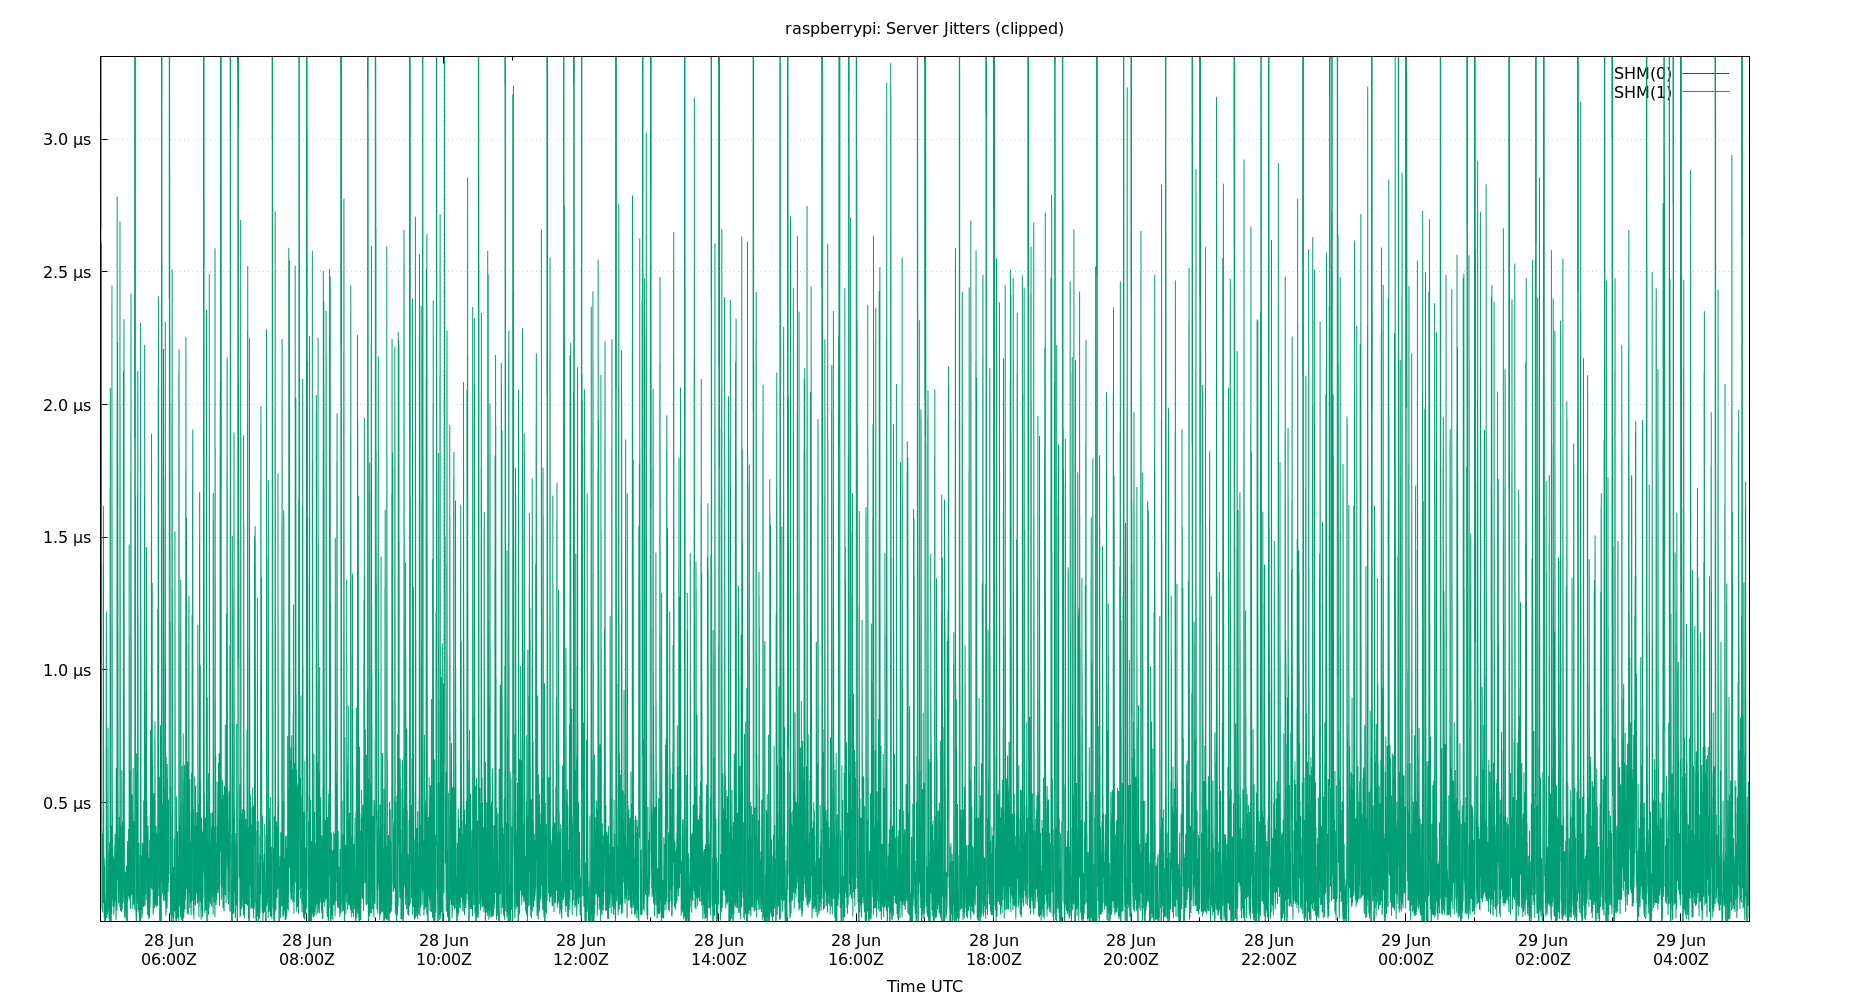 raspberrypi: Server Jitters (clipped)
SHM(0)
SHM(1)
3.0 µs
2.5 µs
2.0 µs
1.5 µs
1.0 µs
0.5 µs
28 Jun 28 Jun 28 Jun 28 Jun 28 Jun 28 Jun 28 Jun 28 Jun 28 Jun 29 Jun 29 Jun 29 Jun
06:00Z 08:00Z 10:00Z 12:00Z 14:00Z 16:00Z 18:00Z 20:00Z 22:00Z 00:00Z 02:00Z 04:00Z
Time UTC